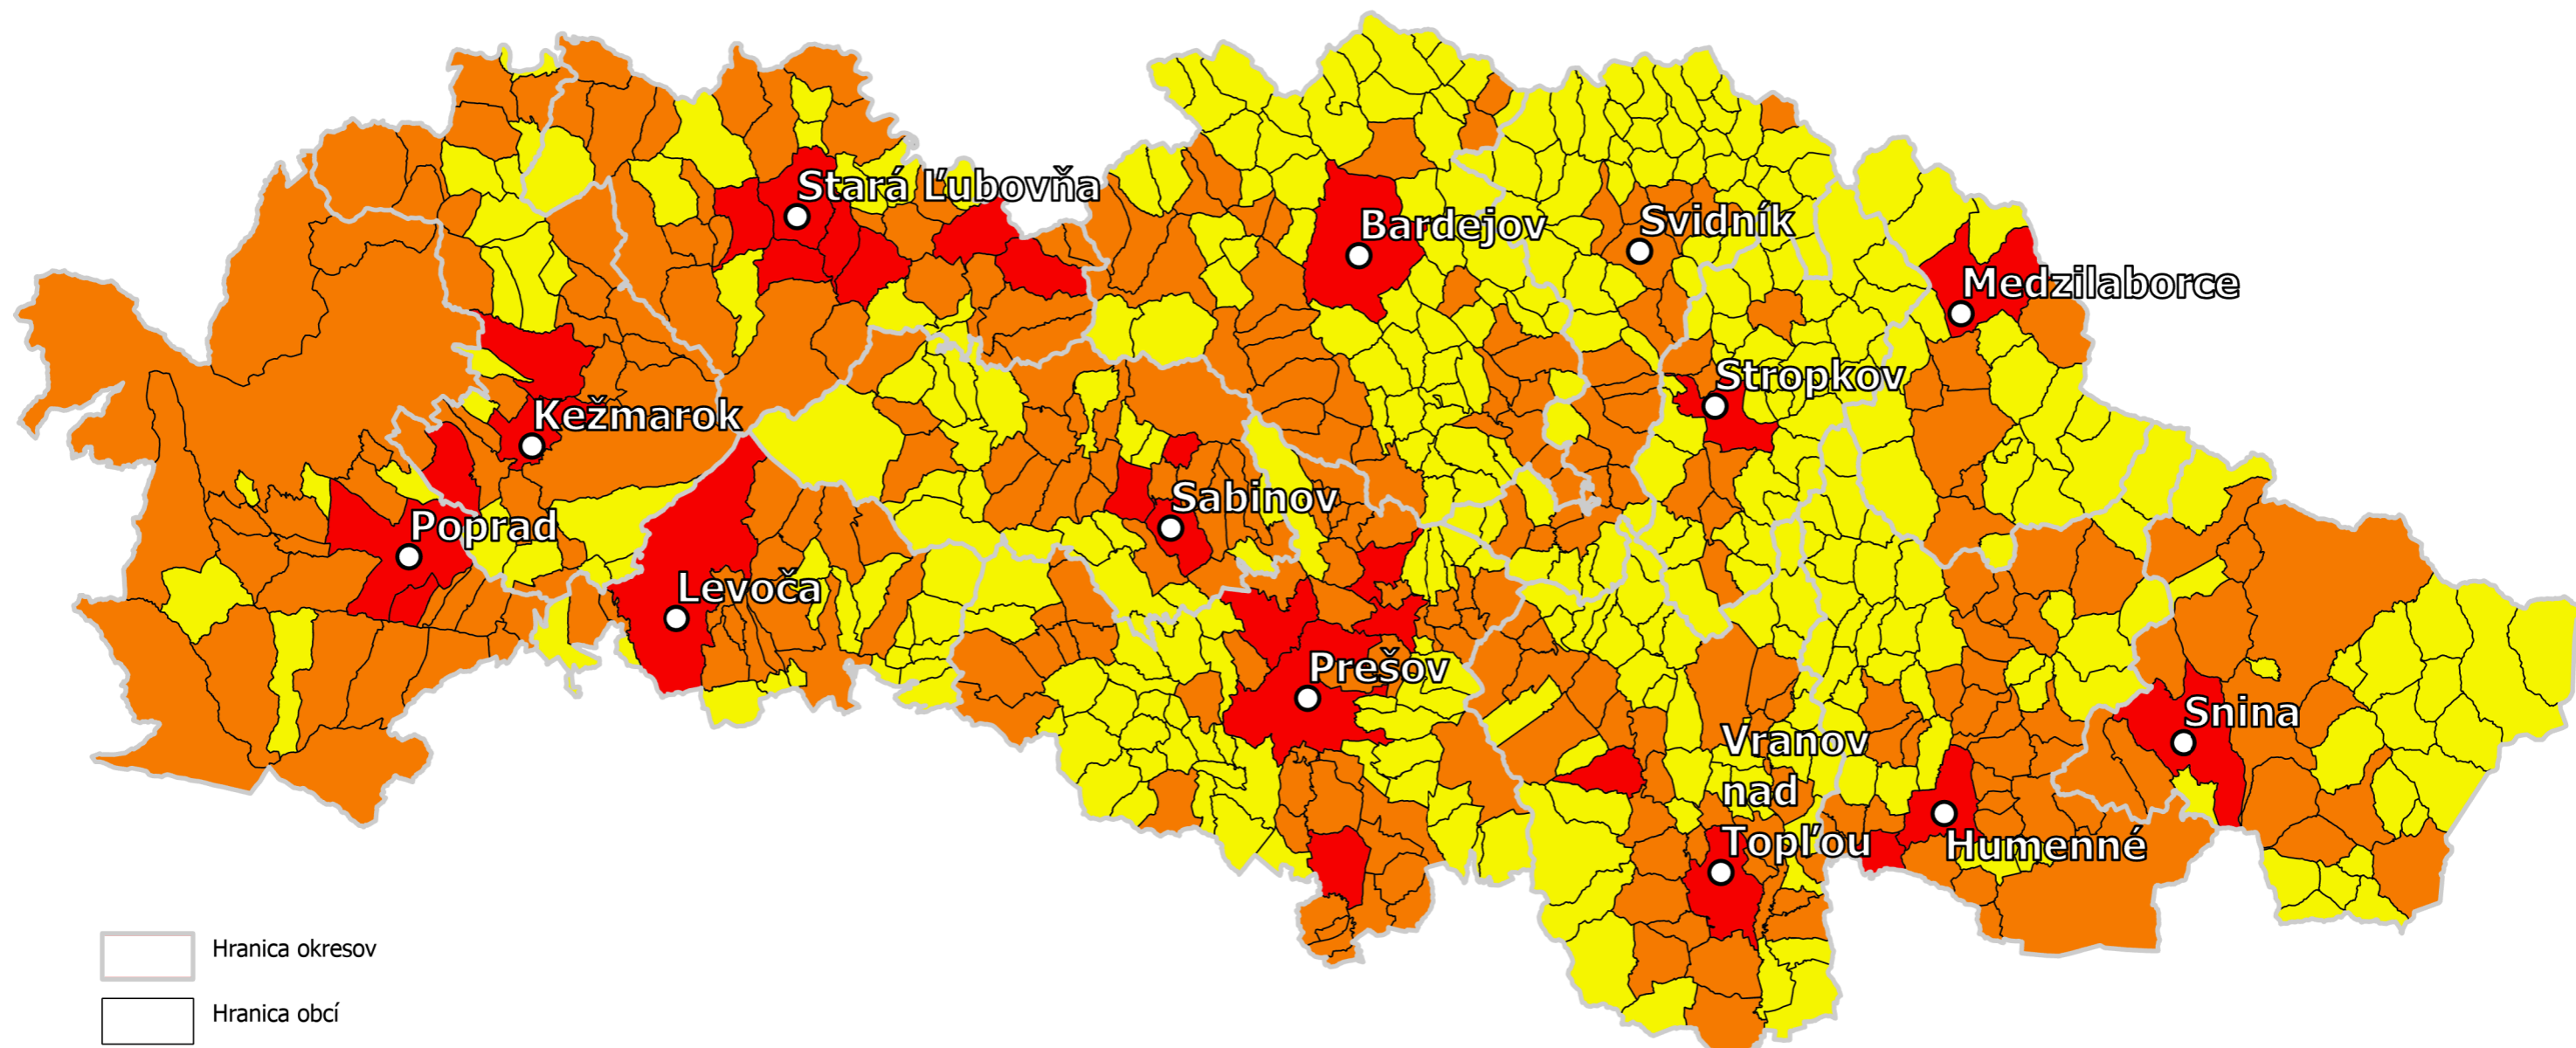 Stará Ľubovňa
Bardejov
Svidník
Medzilaborce
Stropkov
Kežmarok
Sabinov
Poprad
Levoča
Prešov
Snina
Vranov
nad
Topľou
Humenné
Hranica okresov
Hranica obcí